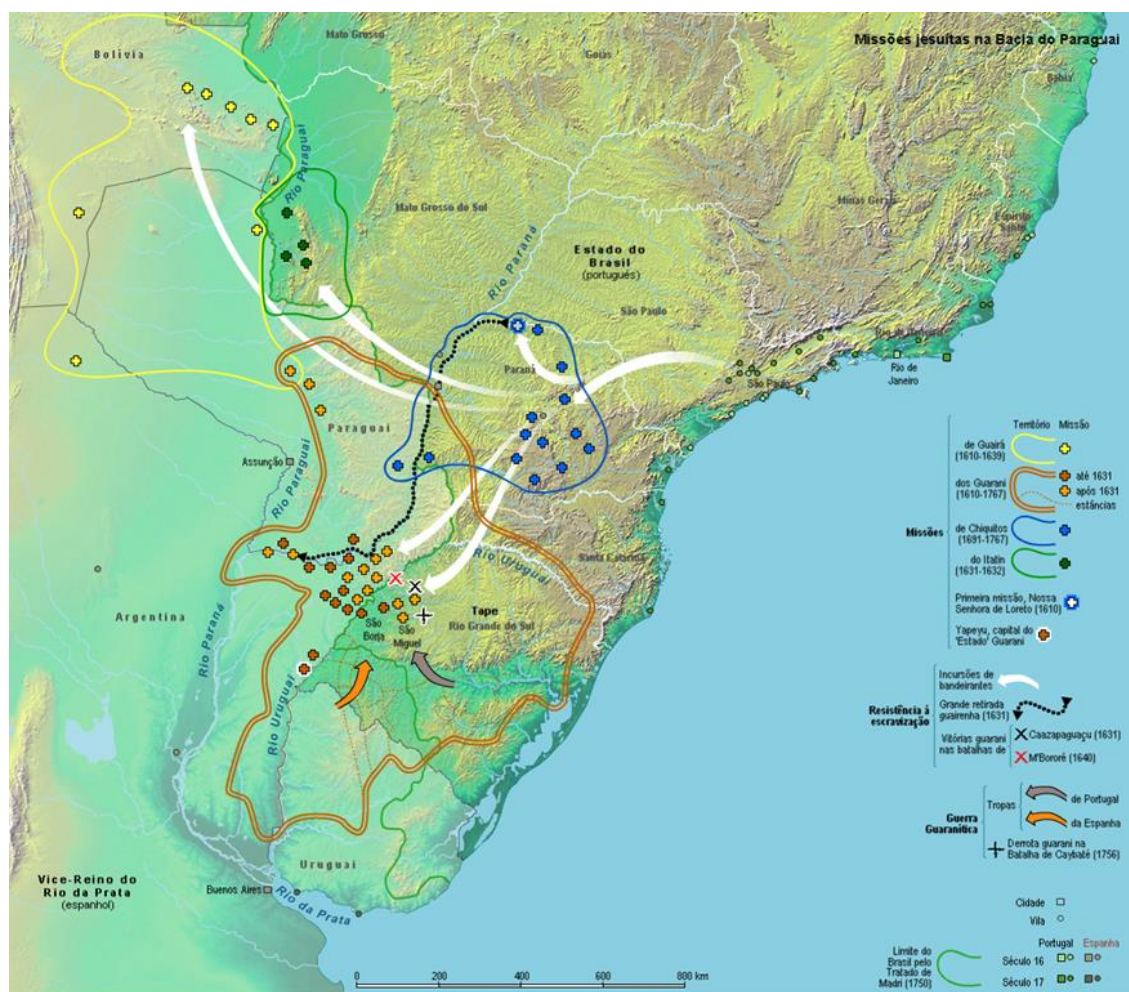 Missões jesuítas na Bacia do Paraguai
Bolívia
Mato Grosso
Goiás
Bahia
Rio Paraguai
Mato Grosso do Sul
Minas Gerais
Espírito
Santo
Estado do
Brasil
(português)
Rio Paraná
São Paulo
Rio de Janeiro
São Paulo
Rio de
Janeiro
Paraná
Paraguai
Assunção
Rio Paraguai
Rio Uruguai
Santa Catarina
Argentina
Rio Paraná
Tape
Rio Grande do Sul
São
Borja
São
Miguel
Rio Uruguai
Uruguai
Vice-Reino do
Rio da Prata
(espanhol)
Buenos Aires
Rio da Prata
0 200 400 600 800 km
Território Missão
Missões
de Guairá
(1610-1639)
dos Guarani
(1610-1767)
até 1631
após 1631
estâncias
de Chiquitos
(1691-1767)
do Itatin
(1631-1632)
Primeira missão, Nossa
Senhora de Loreto (1610)
Yapeyu, capital do
'Estado' Guarani
Resistência à
escravização
Incursões de
bandeirantes
Grande retirada
guairenha (1631)
Vitórias guarani
nas batalhas de
Caazapaguaçu (1631)
M'Bororé (1640)
Guerra
Guaranítica
Tropas
de Portugal
da Espanha
Derrota guarani na
Batalha de Caybaté (1756)
Cidade
Vila
Portugal Espanha
Século 16
Século 17
Limite do
Brasil pelo
Tratado de
Madri (1750)